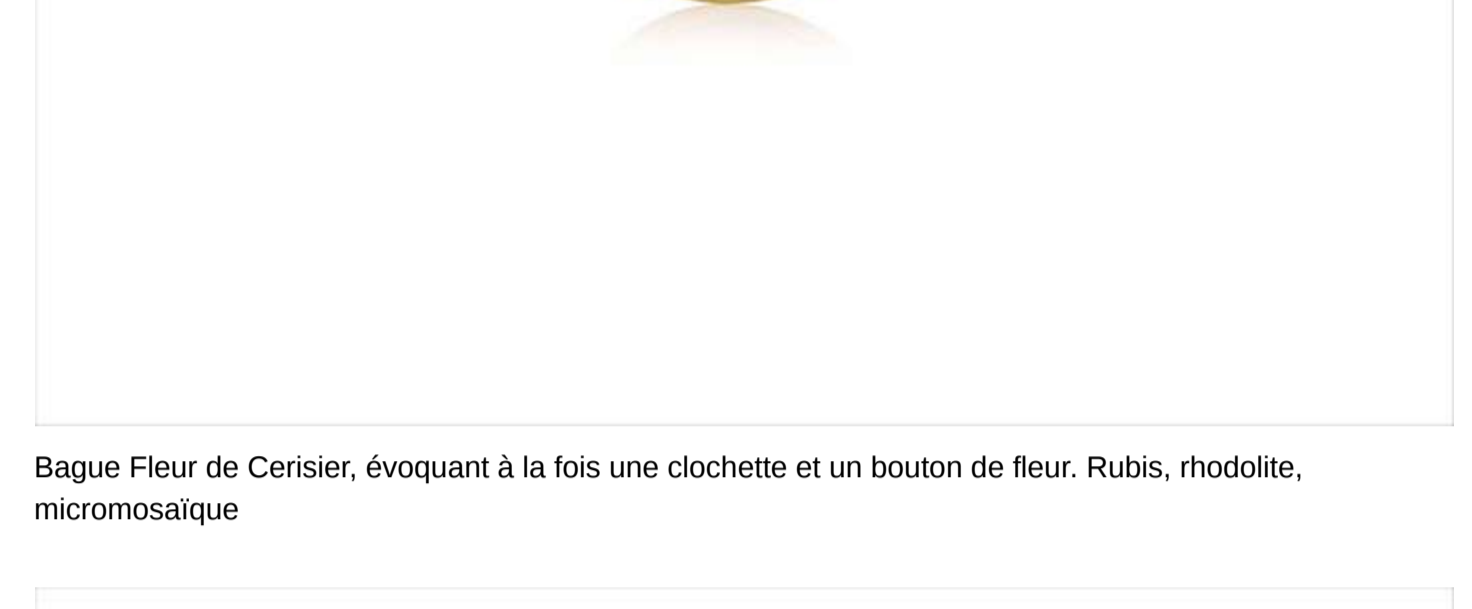 Bague Fleur de Cerisier, évoquant à la fois une clochette et un bouton de fleur. Rubis, rhodolite,
micromosaïque